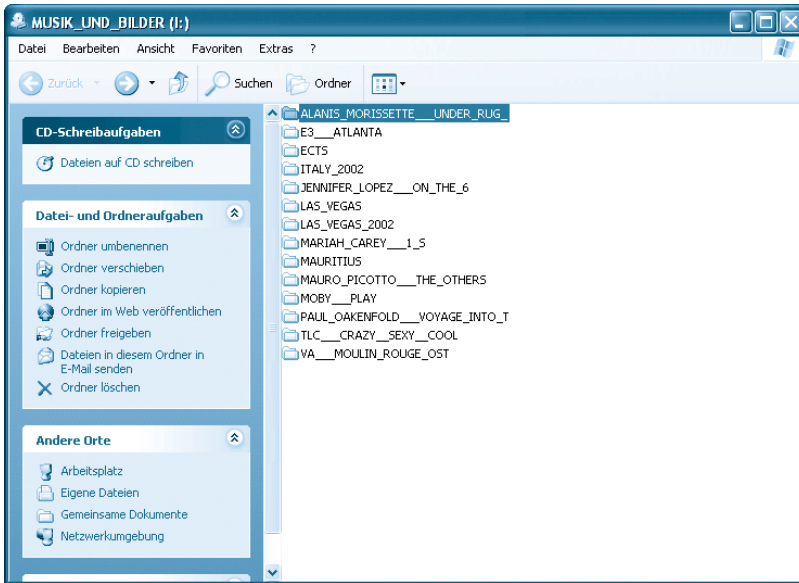 MUSIK_UND_BILDER (I:)
Datei Bearbeiten Ansicht Favoriten Extras ?
Zurück Suchen Ordner
CD-Schreibaufgaben
Dateien auf CD schreiben
Datei- und Ordneraufgaben
Ordner umbenennen
Ordner verschieben
Ordner kopieren
Ordner im Web veröffentlichen
Ordner freigeben
Dateien in diesem Ordner in
E-Mail senden
Ordner löschen
Andere Orte
Arbeitsplatz
Eigene Dateien
Gemeinsame Dokumente
Netzwerkumgebung
ALANIS_MORISSETTE___UNDER_RUG_
E3___ATLANTA
ECTS
ITALY_2002
JENNIFER_LOPEZ___ON_THE_6
LAS_VEGAS
LAS_VEGAS_2002
MARIAH_CAREY___1_S
MAURITIUS
MAURO_PICOTTO___THE_OTHERS
MOBY___PLAY
PAUL_OAKENFOLD___VOYAGE_INTO_T
TLC___CRAZY__SEXY__COOL
VA___MOULIN_ROUGE_OST